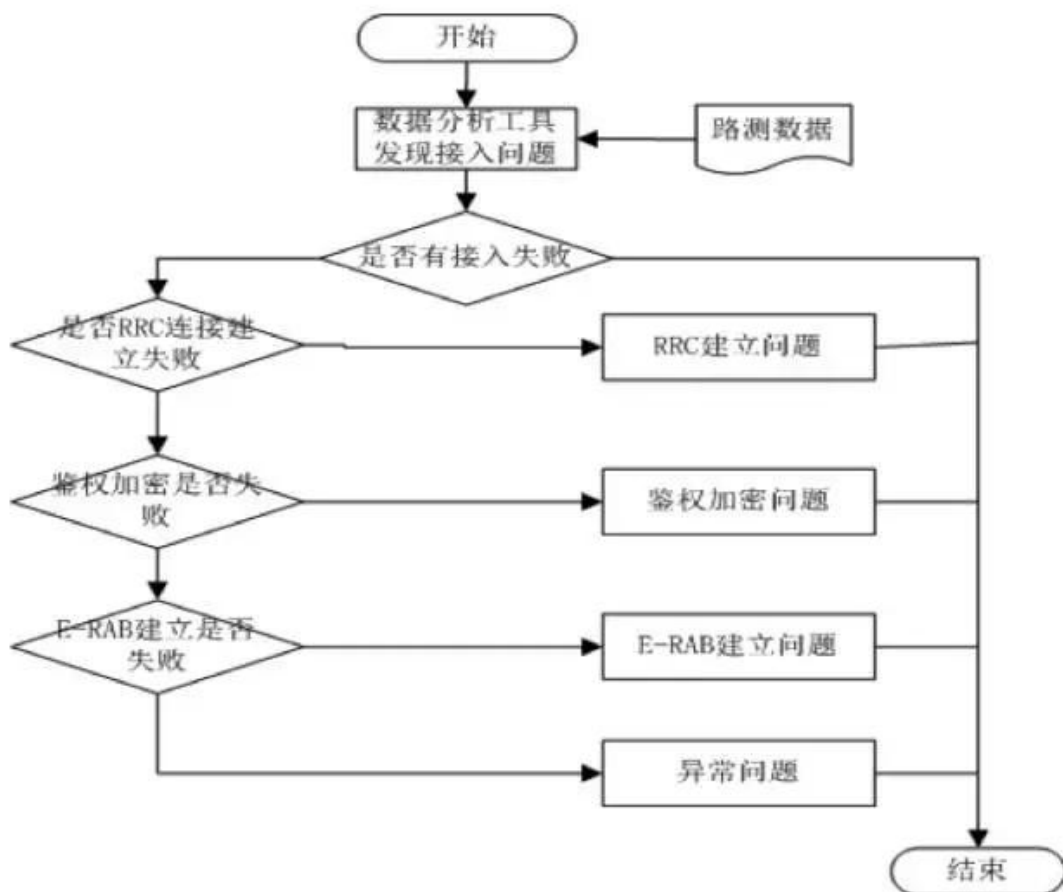 开始
数据分析工具
发现接入问题
路测数据
是否有接入失败
是否RRC连接建
立失败
RRC建立问题
鉴权加密是否失
败
鉴权加密问题
E-RAB建立是否
失败
E-RAB建立问题
异常问题
结束